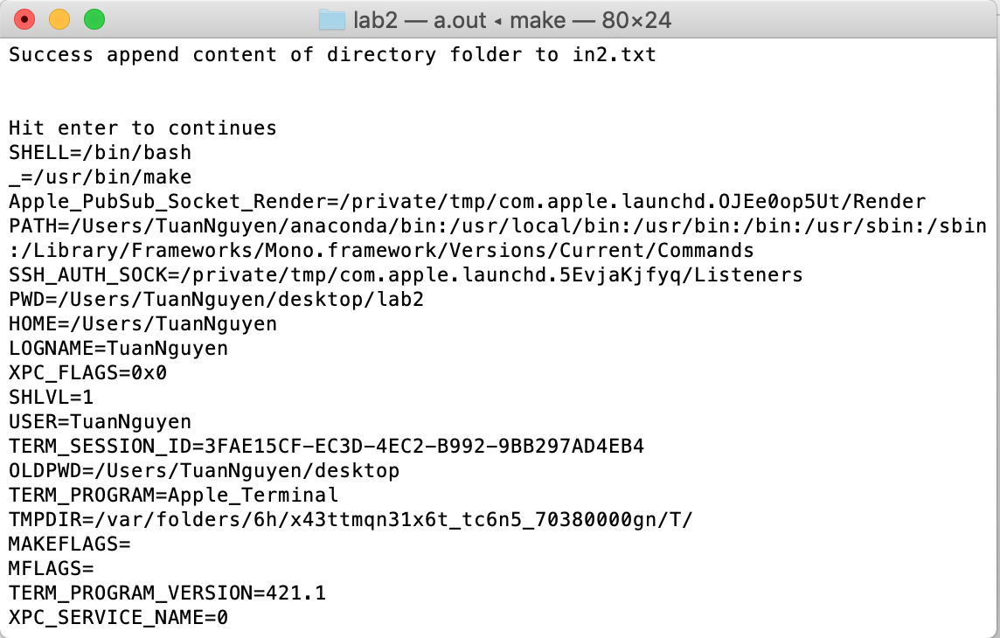 lab2 — a.out ◂ make — 80×24
Success append content of directory folder to in2.txt
Hit enter to continues
SHELL=/bin/bash
_=/usr/bin/make
Apple_PubSub_Socket_Render=/private/tmp/com.apple.launchd.OJEe0op5Ut/Render
PATH=/Users/TuanNguyen/anaconda/bin:/usr/local/bin:/usr/bin:/bin:/usr/sbin:/sbin
:/Library/Frameworks/Mono.framework/Versions/Current/Commands
SSH_AUTH_SOCK=/private/tmp/com.apple.launchd.5EvjaKjfyq/Listeners
PWD=/Users/TuanNguyen/desktop/lab2
HOME=/Users/TuanNguyen
LOGNAME=TuanNguyen
XPC_FLAGS=0x0
SHLVL=1
USER=TuanNguyen
TERM_SESSION_ID=3FAE15CF-EC3D-4EC2-B992-9BB297AD4EB4
OLDPWD=/Users/TuanNguyen/desktop
TERM_PROGRAM=Apple_Terminal
TMPDIR=/var/folders/6h/x43ttmqn31x6t_tc6n5_70380000gn/T/
MAKEFLAGS=
MFLAGS=
TERM_PROGRAM_VERSION=421.1
XPC_SERVICE_NAME=0